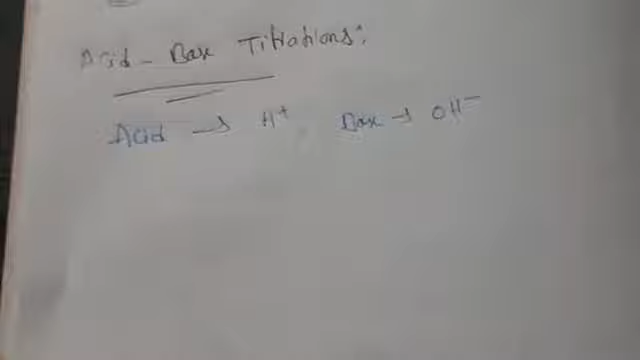 Acid - Base Titrations:
Acid → H⁺ Base → OH⁻